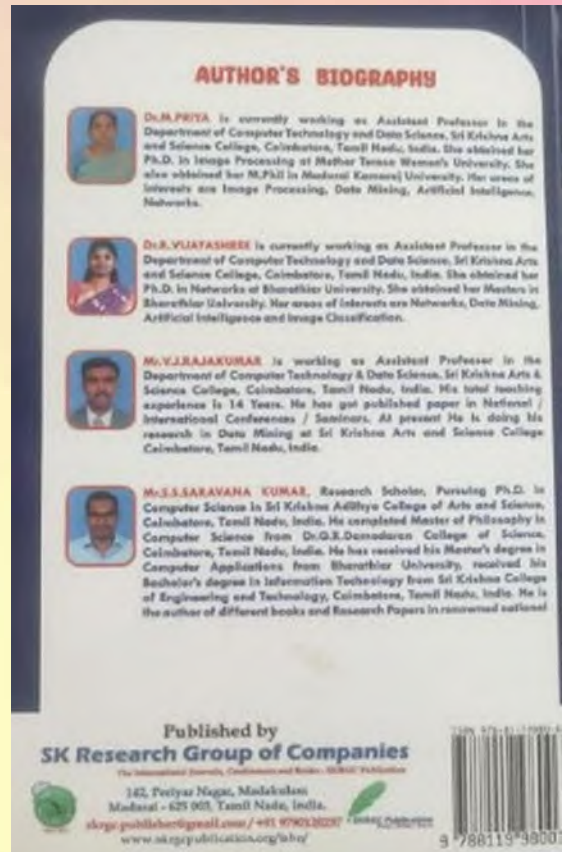 AUTHOR'S BIOGRAPHY
Dr.M.PRIYA is currently working as Assistant Professor in the
Department of Computer Technology and Data Science, Sri Krishna Arts
and Science College, Coimbatore, Tamil Nadu, India. She obtained her
Ph.D. in Image Processing at Mother Terasa Women's University. She
also obtained her M.Phil in Madurai Kamaraj University. Her areas of
interests are Image Processing, Data Mining, Artificial Intelligence,
Networks.
Dr.R.VIJAYASHREE is currently working as Assistant Professor in the
Department of Computer Technology and Data Science, Sri Krishna Arts
and Science College, Coimbatore, Tamil Nadu, India. She obtained her
Ph.D. in Networks at Bharathiar University. She obtained her Masters in
Bharathiar University. Her areas of interests are Networks, Data Mining,
Artificial Intelligence and Image Classification.
Mr.V.J.RAJAKUMAR is working as Assistant Professor in the
Department of Computer Technology & Data Science, Sri Krishna Arts &
Science College, Coimbatore, Tamil Nadu, India. His total teaching
experience is 14 Years. He has got published paper in National /
International Conferences / Seminars. At present He is doing his
research in Data Mining at Sri Krishna Arts and Science College
Coimbatore, Tamil Nadu, India.
Mr.S.S.SARAVANA KUMAR, Research Scholar, Pursuing Ph.D. in
Computer Science in Sri Krishna Adithya College of Arts and Science,
Coimbatore, Tamil Nadu, India. He completed Master of Philosophy in
Computer Science from Dr.G.R.Damodaran College of Science,
Coimbatore, Tamil Nadu, India. He has received his Master's degree in
Computer Applications from Bharathiar University, received his
Bachelor's degree in Information Technology from Sri Krishna College
of Engineering and Technology, Coimbatore, Tamil Nadu, India. He is
the author of different books and Research Papers in renowned national
Published by
SK Research Group of Companies
142, Periyar Nagar, Madakulam
Madurai - 625 003, Tamil Nadu, India.
skrgc.publisher@gmail.com / +91
www.skrgcpublication.org/
ISBN
9 788119 98007